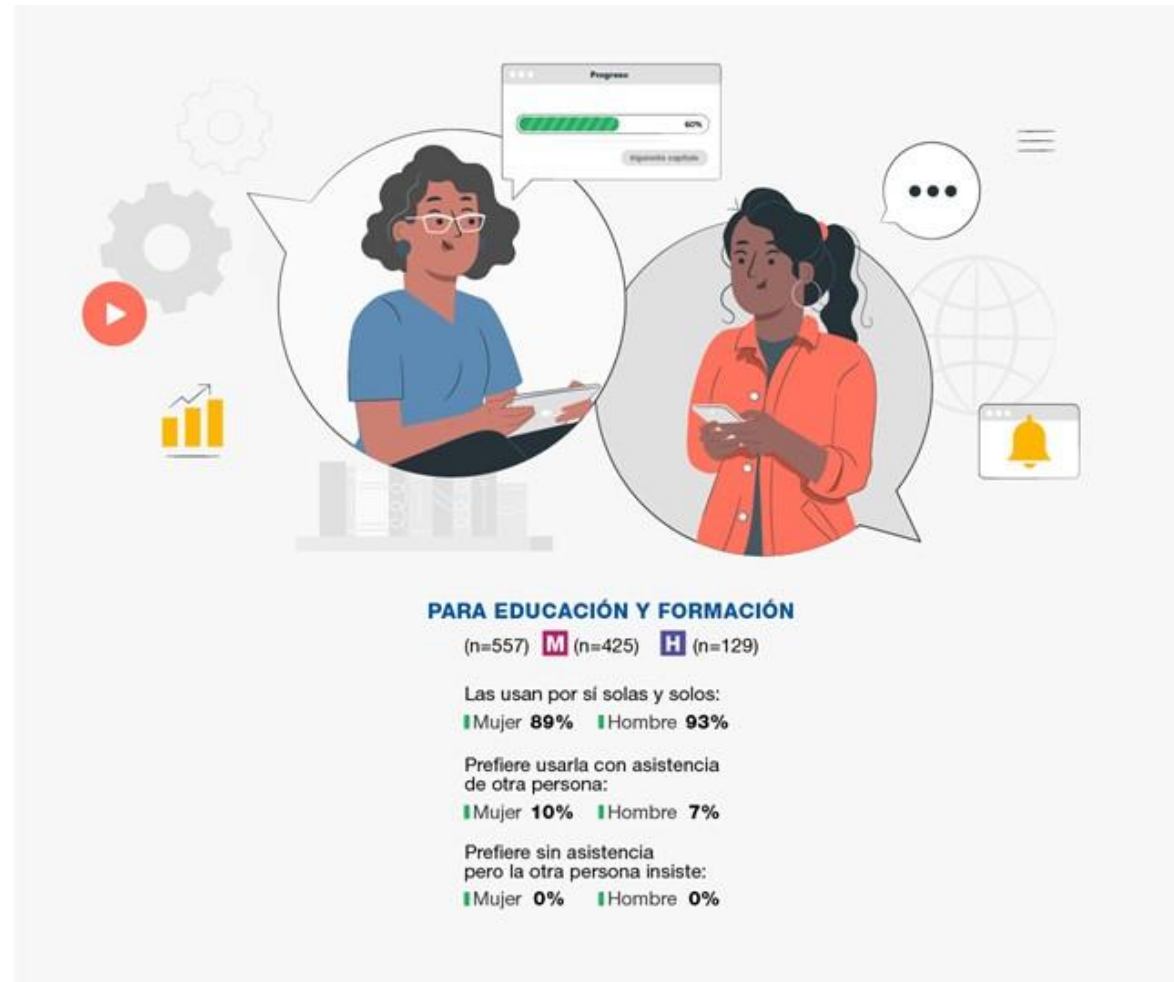 Progreso
60%
Siguiente capítulo
PARA EDUCACIÓN Y FORMACIÓN
(n=557) M (n=425) H (n=129)
Las usan por sí solas y solos:
Mujer 89% Hombre 93%
Prefiere usarla con asistencia
de otra persona:
Mujer 10% Hombre 7%
Prefiere sin asistencia
pero la otra persona insiste:
Mujer 0% Hombre 0%